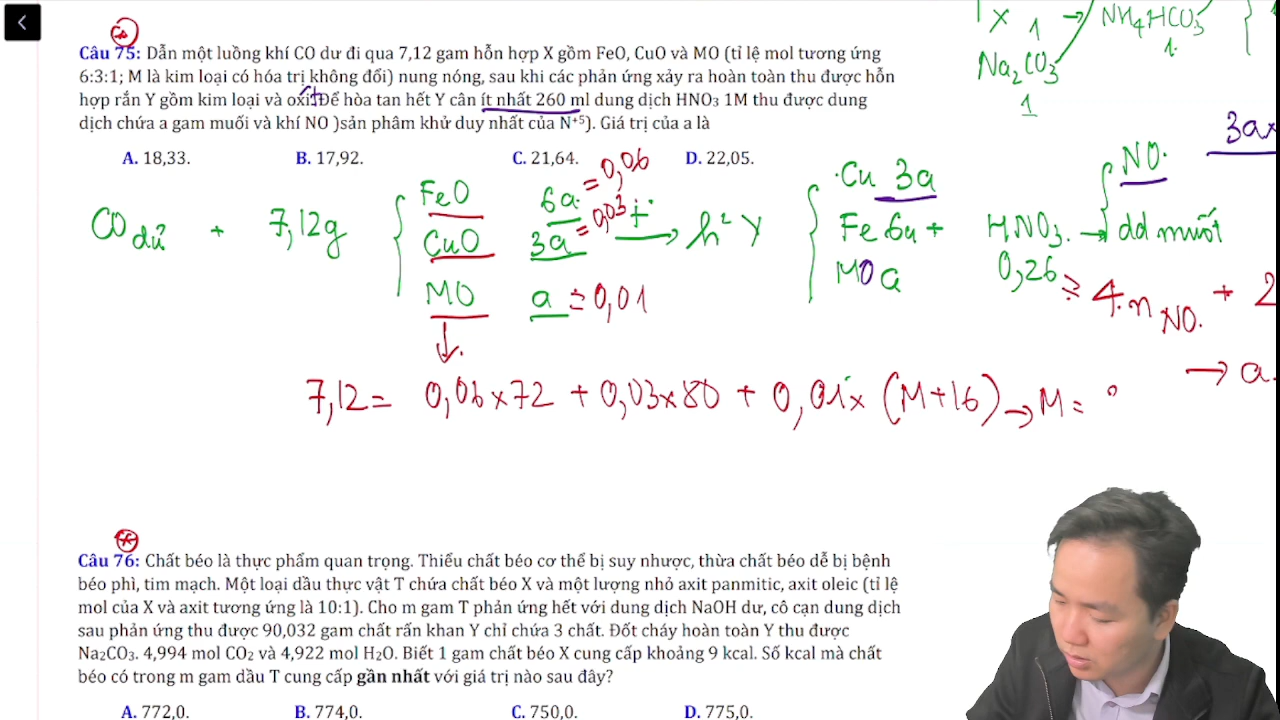 Câu 75: Dẫn một luồng khí CO dư đi qua 7,12 gam hỗn hợp X gồm FeO, CuO và MO (tỉ lệ mol tương ứng
6:3:1; M là kim loại có hóa trị không đổi) nung nóng, sau khi các phản ứng xảy ra hoàn toàn thu được hỗn
hợp rắn Y gồm kim loại và oxit. Để hòa tan hết Y cần ít nhất 260 ml dung dịch HNO₃ 1M thu được dung
dịch chứa a gam muối và khí NO )sản phâm khử duy nhất của N⁺⁵). Giá trị của a là
A. 18,33. B. 17,92. C. 21,64. D. 22,05.
X 1 → NH₄HCO₃ 1
Na₂CO₃ 1
3a
CO dư + 7,12g { FeO 6a = 0,06 { Cu 3a { NO
CuO 3a = 0,03 t° → h² Y Fe 6a + HNO₃ → dd muối
MO a = 0,01 MO a 0,26 ≥ 4.n NO + 2
→ a
7,12 = 0,06 x 72 + 0,03 x 80 + 0,01 x (M+16) → M = ?
Câu 76: Chất béo là thực phẩm quan trọng. Thiếu chất béo cơ thể bị suy nhược, thừa chất béo dễ bị bệnh
béo phì, tim mạch. Một loại dầu thực vật T chứa chất béo X và một lượng nhỏ axit panmitic, axit oleic (tỉ lệ
mol của X và axit tương ứng là 10:1). Cho m gam T phản ứng hết với dung dịch NaOH dư, cô cạn dung dịch
sau phản ứng thu được 90,032 gam chất rắn khan Y chỉ chứa 3 chất. Đốt cháy hoàn toàn Y thu được
Na₂CO₃. 4,994 mol CO₂ và 4,922 mol H₂O. Biết 1 gam chất béo X cung cấp khoảng 9 kcal. Số kcal mà chất
béo có trong m gam dầu T cung cấp gần nhất với giá trị nào sau đây?
A. 772,0. B. 774,0. C. 750,0. D. 775,0.